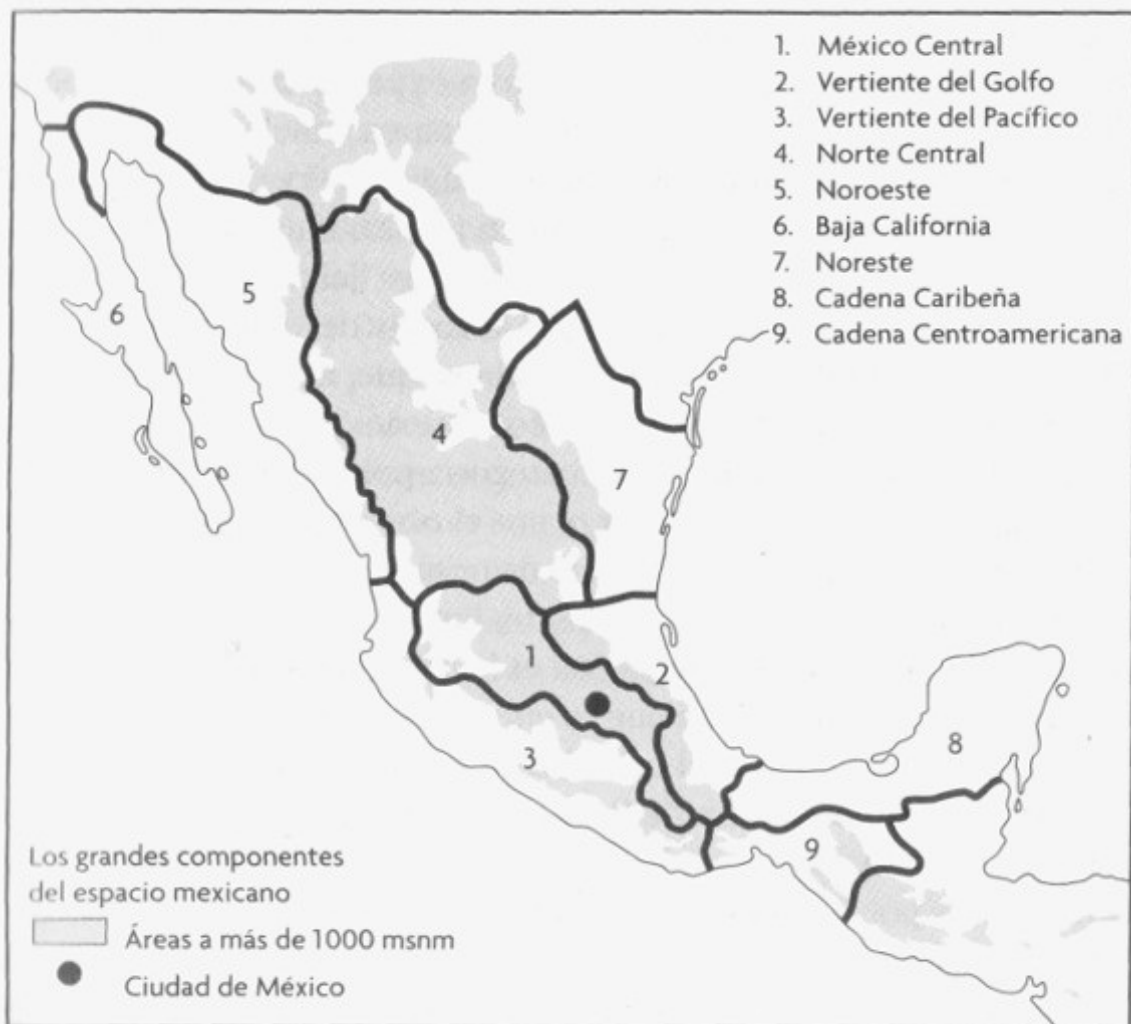 1. México Central
2. Vertiente del Golfo
3. Vertiente del Pacífico
4. Norte Central
5. Noroeste
6. Baja California
7. Noreste
8. Cadena Caribeña
9. Cadena Centroamericana
5
6
4
7
1
2
3
8
9
Los grandes componentes
del espacio mexicano
Áreas a más de 1000 msnm
Ciudad de México